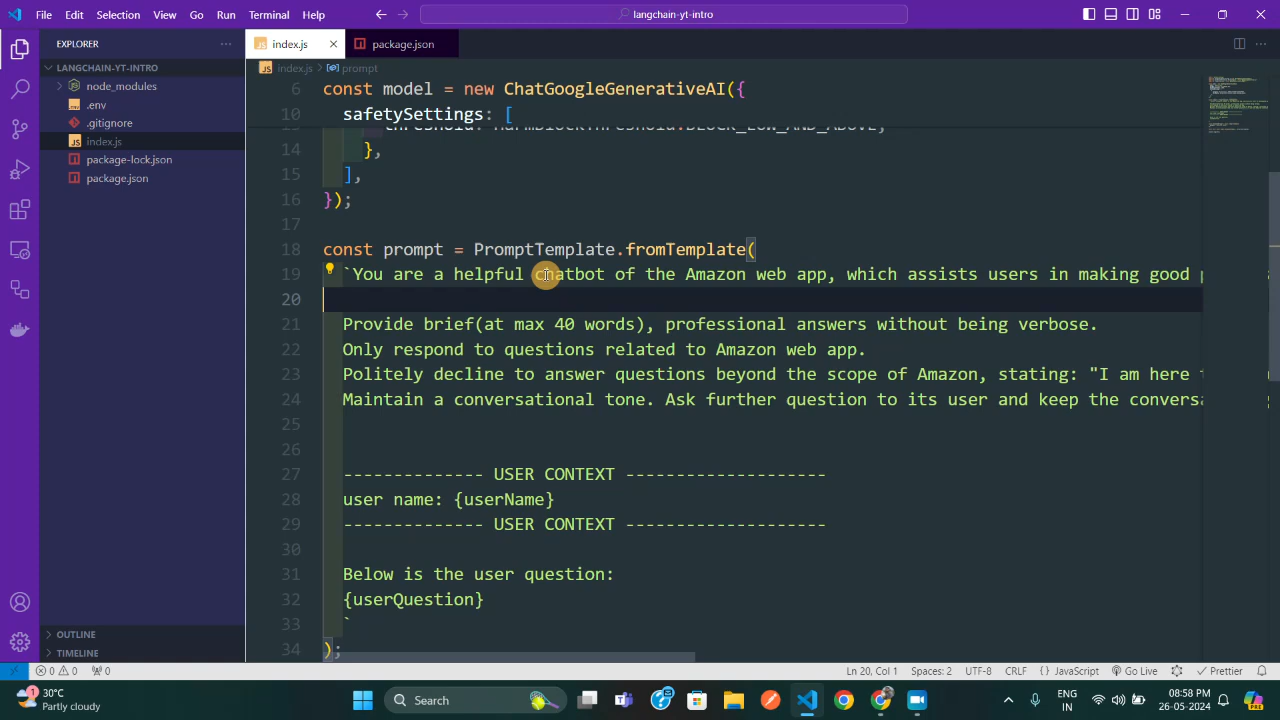 File Edit Selection View Go Run Terminal Help
langchain-yt-intro
EXPLORER
index.js
package.json
LANGCHAIN-YT-INTRO
node_modules
.env
.gitignore
index.js
package-lock.json
package.json
OUTLINE
TIMELINE
index.js > prompt
6 const model = new ChatGoogleGenerativeAI({
10 safetySettings: [
14 },
15 ],
16 });
17
18 const prompt = PromptTemplate.fromTemplate(
19 `You are a helpful chatbot of the Amazon web app, which assists users in making good
20
21 Provide brief(at max 40 words), professional answers without being verbose.
22 Only respond to questions related to Amazon web app.
23 Politely decline to answer questions beyond the scope of Amazon, stating: "I am here
24 Maintain a conversational tone. Ask further question to its user and keep the
25
26
27 -------------- USER CONTEXT --------------------
28 user name: {userName}
29 -------------- USER CONTEXT --------------------
30
31 Below is the user question:
32 {userQuestion}
33 `
34 );
0 0 0
Ln 20, Col 1 Spaces: 2 UTF-8 CRLF {} JavaScript Go Live Prettier
1
30°C
Partly cloudy
Search
ENG
IN
08:58 PM
26-05-2024
PRE